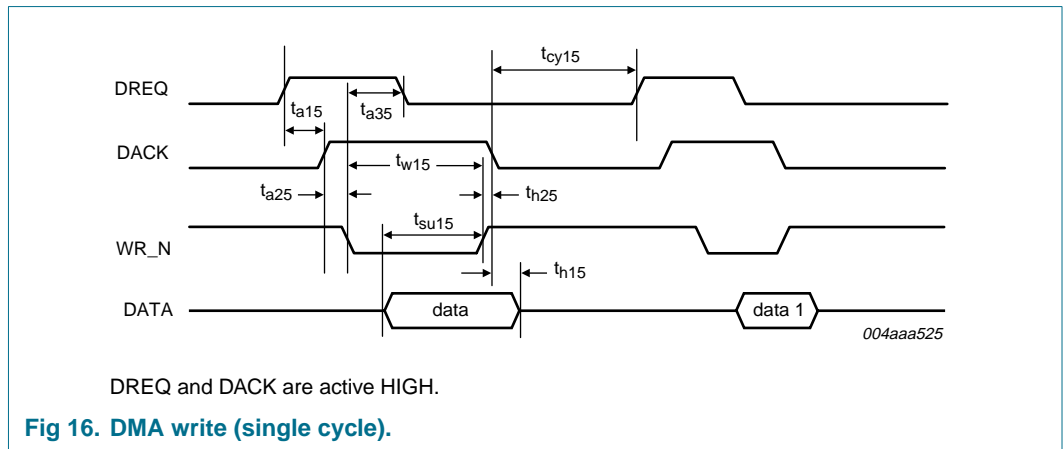 t_cy15
DREQ
t_a15
t_a35
DACK
t_w15
t_a25
t_h25
t_su15
WR_N
t_h15
DATA
data
data 1
004aaa525
DREQ and DACK are active HIGH.
Fig 16. DMA write (single cycle).